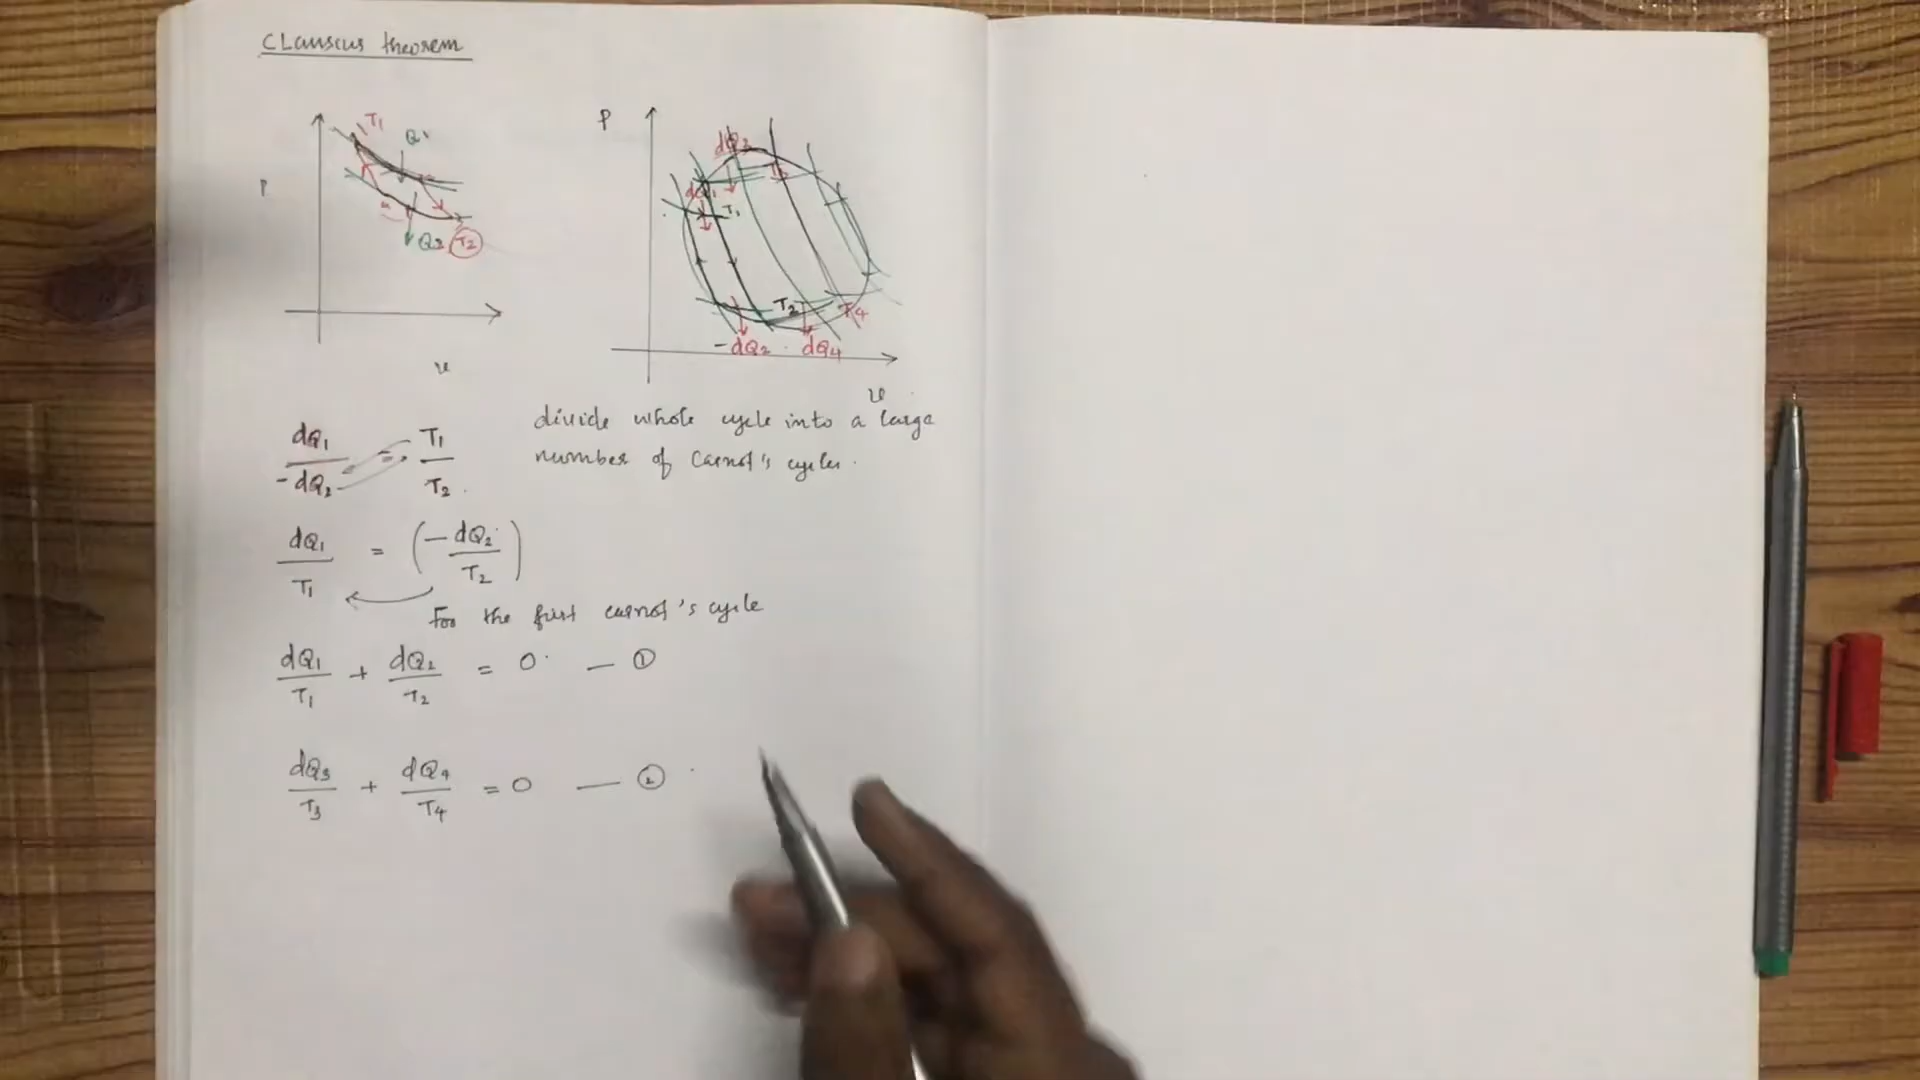 CLausius theorem
T₁
Q₁
P
Q₂ T₂
v
P
dQ₃
dQ₁
T₃
T₁
T₂
T₄
-dQ₂ dQ₄
v
dQ₁/-dQ₂ = T₁/T₂
divide whole cycle into a large
number of Carnot's cycles.
dQ₁/T₁ = (-dQ₂/T₂)
For the first carnot's cycle
dQ₁/T₁ + dQ₂/T₂ = 0 — ①
dQ₃/T₃ + dQ₄/T₄ = 0 — ②